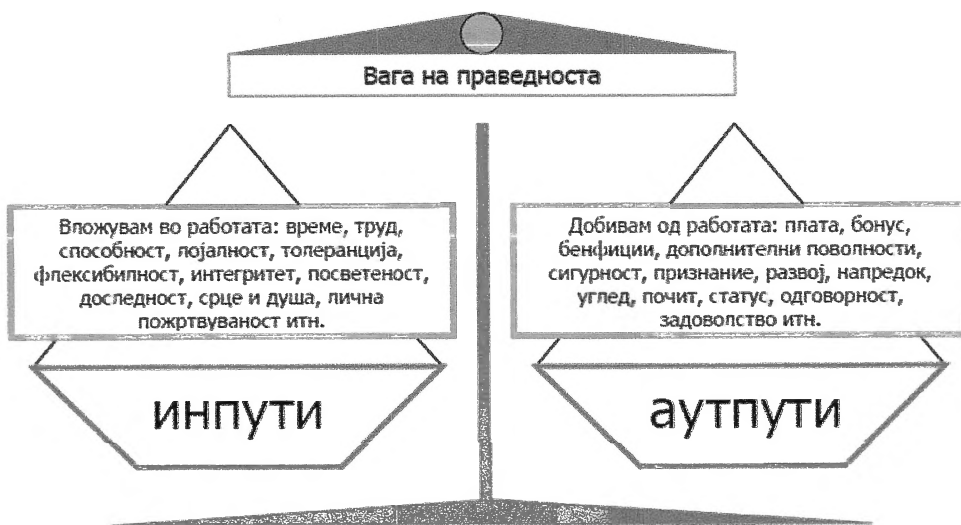 Вага на праведноста
Вложувам во работата: време, труд,
способност, лојалност, толеранција,
флексибилност, интегритет, посветеност,
доследност, срце и душа, лична
пожртвуваност итн.
Добивам од работата: плата, бонус,
бенфиции, дополнителни поволности,
сигурност, признание, развој, напредок,
углед, почит, статус, одговорност,
задоволство итн.
инпути
аутпути